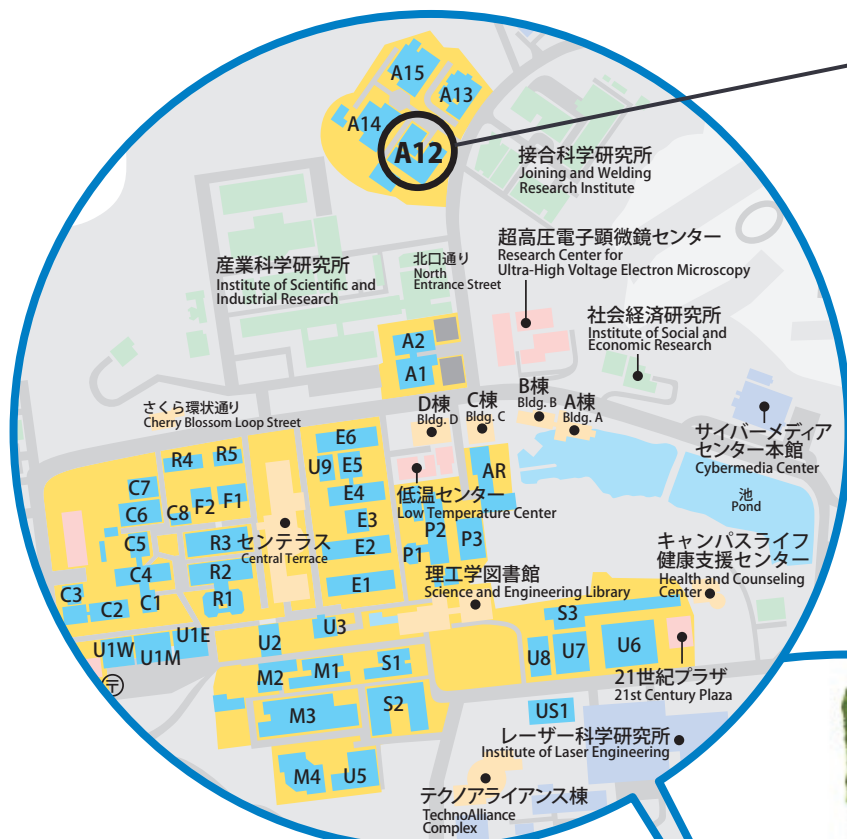 A15
A13
A14
A12
接合科学研究所
Joining and Welding
Research Institute
超高圧電子顕微鏡センター
Research Center for
Ultra-High Voltage Electron Microscopy
産業科学研究所
Institute of Scientific and
Industrial Research
北口通り
North
Entrance Street
社会経済研究所
Institute of Social and
Economic Research
A2
A1
さくら環状通り
Cherry Blossom Loop Street
D棟
Bldg. D
C棟
Bldg. C
B棟
Bldg. B
A棟
Bldg. A
サイバーメディア
センター本館
Cybermedia Center
E6
R4
R5
U9
E5
AR
C7
E4
低温センター
Low Temperature Center
池
Pond
C6
C8
F2
F1
E3
P2
P3
C5
R3
センテラス
Central Terrace
E2
P1
キャンパスライフ
健康支援センター
Health and Counseling
Center
C4
R2
理工学図書館
Science and Engineering Library
C3
C2
C1
R1
E1
S3
U1W
U1M
U1E
U2
U3
U8
U7
U6
〒
M2
M1
S1
21世紀プラザ
21st Century Plaza
M3
S2
US1
レーザー科学研究所
Institute of Laser Engineering
M4
U5
テクノアライアンス棟
TechnoAlliance
Complex